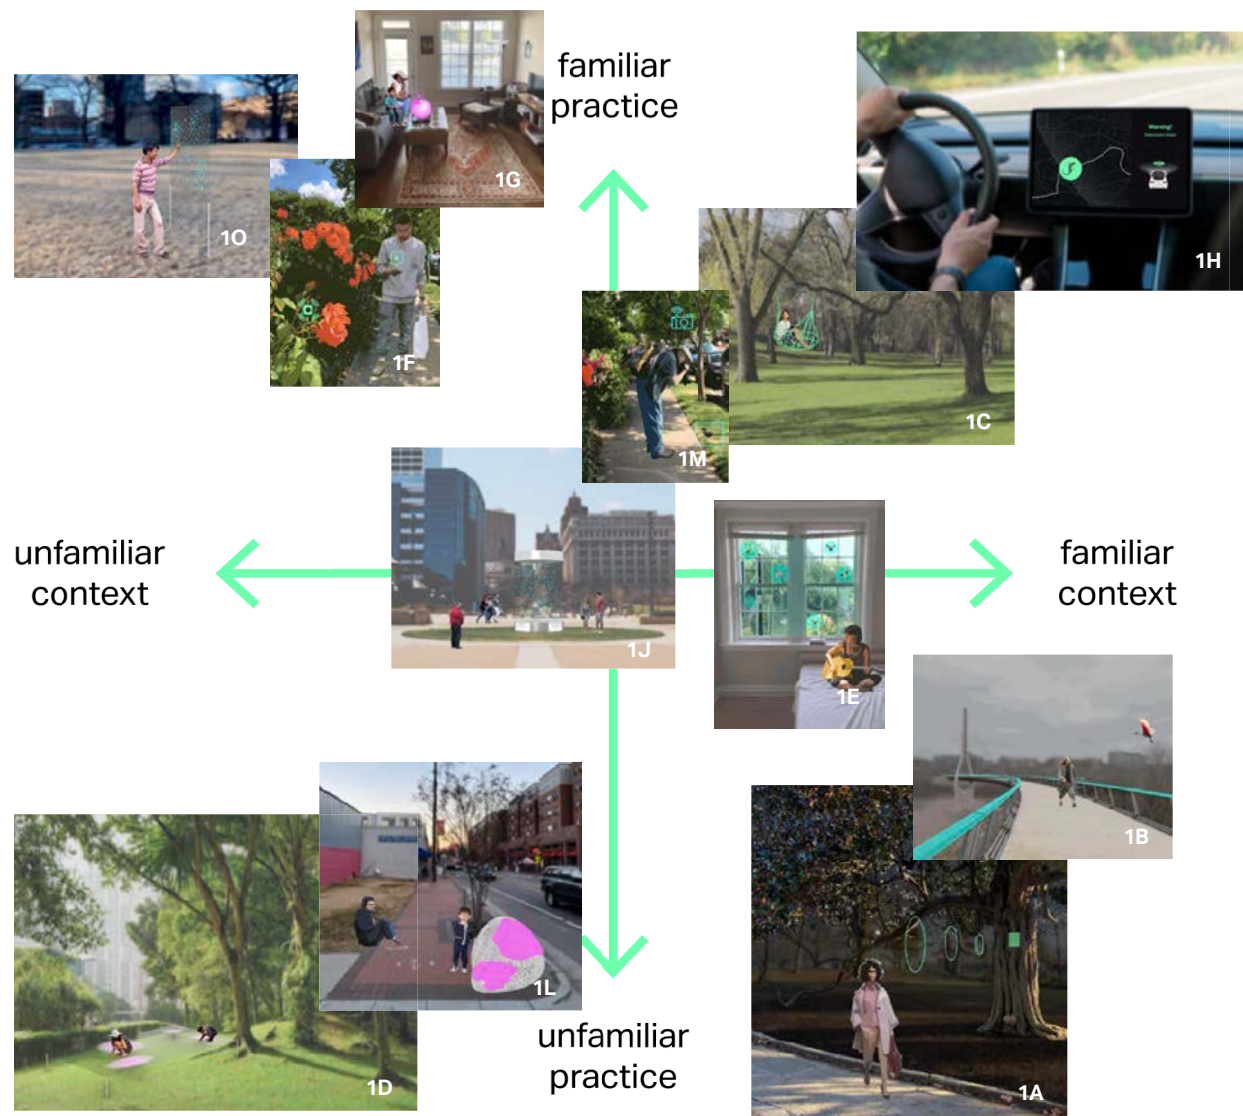 familiar
practice
1G
1O
Warning!
1H
1F
1C
1M
unfamiliar
context
familiar
context
1J
1E
1B
1L
unfamiliar
practice
1D
1A